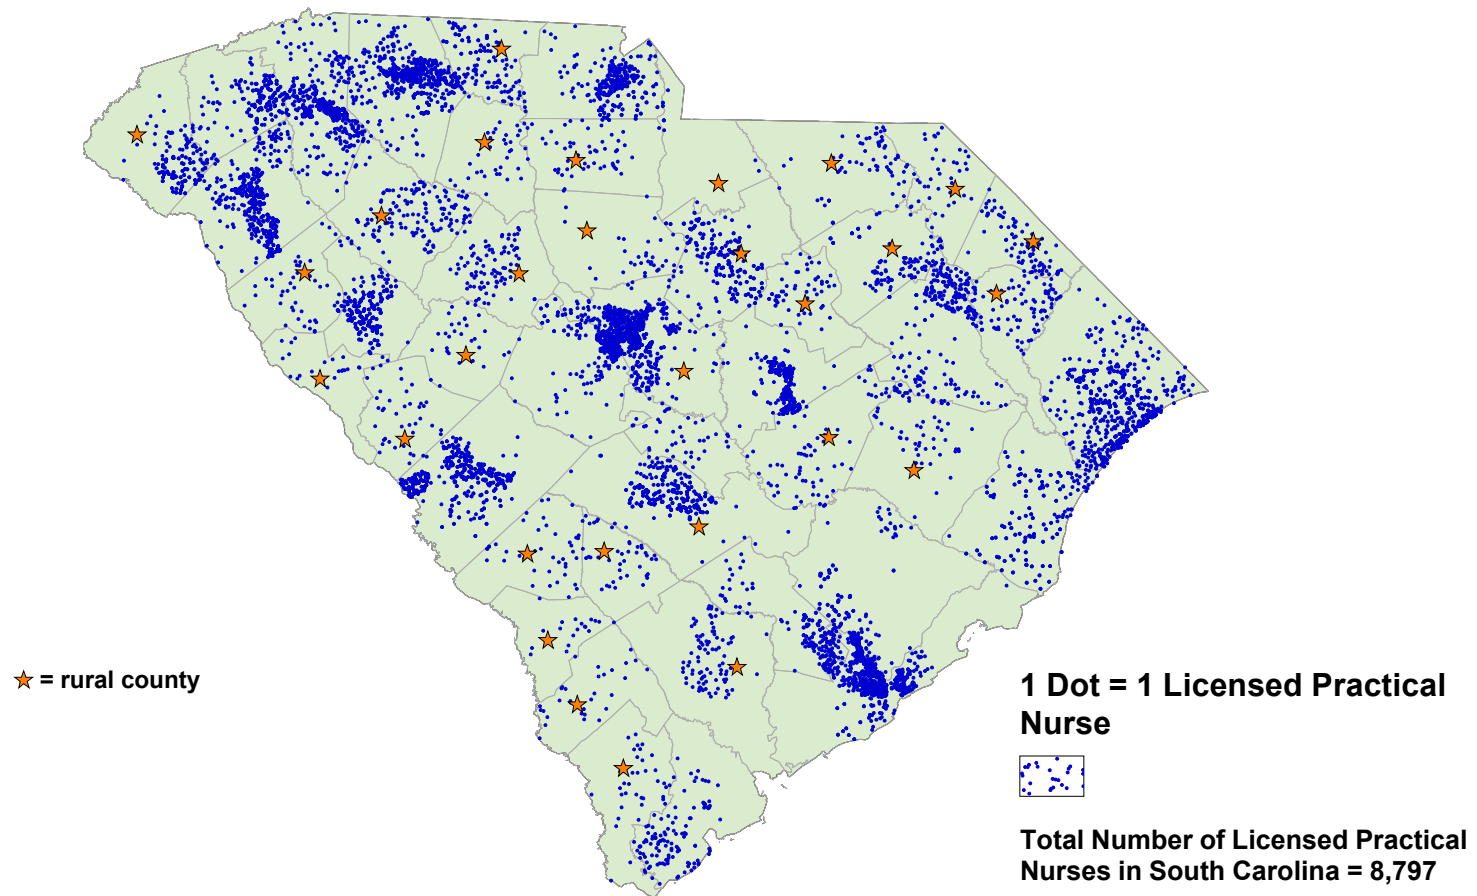 = rural county
1 Dot = 1 Licensed Practical
Nurse
Total Number of Licensed Practical
Nurses in South Carolina = 8,797